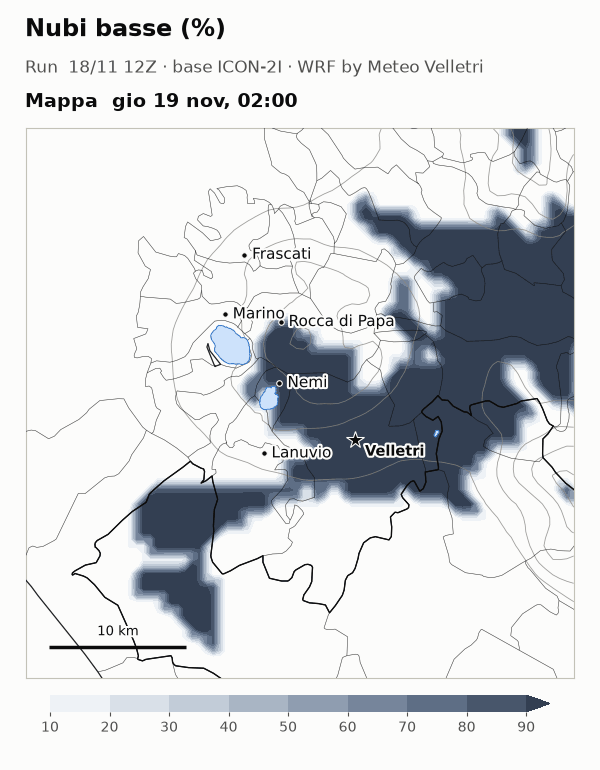 Nubi basse (%)
Run  18/11 12Z · base ICON-2I · WRF by Meteo Velletri
Mappa  gio 19 nov, 02:00
Frascati
Marino
Rocca di Papa
Nemi
Velletri
Lanuvio
10 km
10 20 30 40 50 60 70 80 90